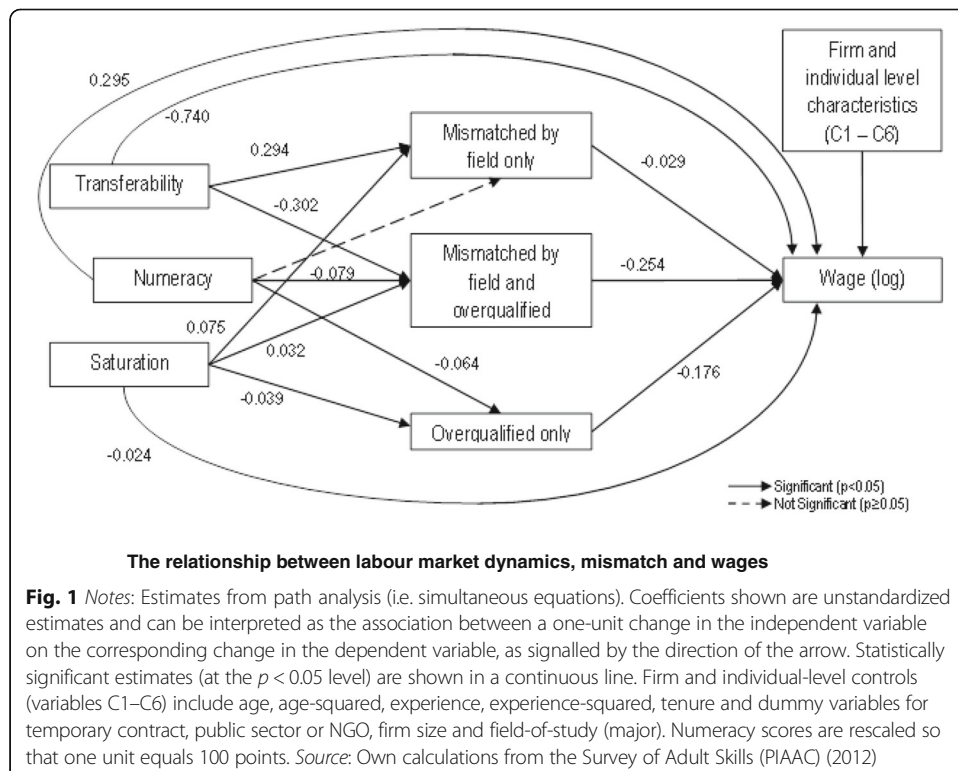 Firm and
individual level
characteristics
(C1 – C6)
0.295
-0.740
Mismatched by
field only
0.294
-0.029
Transferability
-0.302
Numeracy
-0.079
Mismatched by
field and
overqualified
-0.254
Wage (log)
0.075
0.032
Saturation
-0.064
-0.039
-0.176
Overqualified only
-0.024
Significant (p<0.05)
Not Significant (p≥0.05)
The relationship between labour market dynamics, mismatch and wages
Fig. 1 Notes: Estimates from path analysis (i.e. simultaneous equations). Coefficients shown are unstandardized
estimates and can be interpreted as the association between a one-unit change in the independent variable
on the corresponding change in the dependent variable, as signalled by the direction of the arrow. Statistically
significant estimates (at the p < 0.05 level) are shown in a continuous line. Firm and individual-level controls
(variables C1–C6) include age, age-squared, experience, experience-squared, tenure and dummy variables for
temporary contract, public sector or NGO, firm size and field-of-study (major). Numeracy scores are rescaled so
that one unit equals 100 points. Source: Own calculations from the Survey of Adult Skills (PIAAC) (2012)